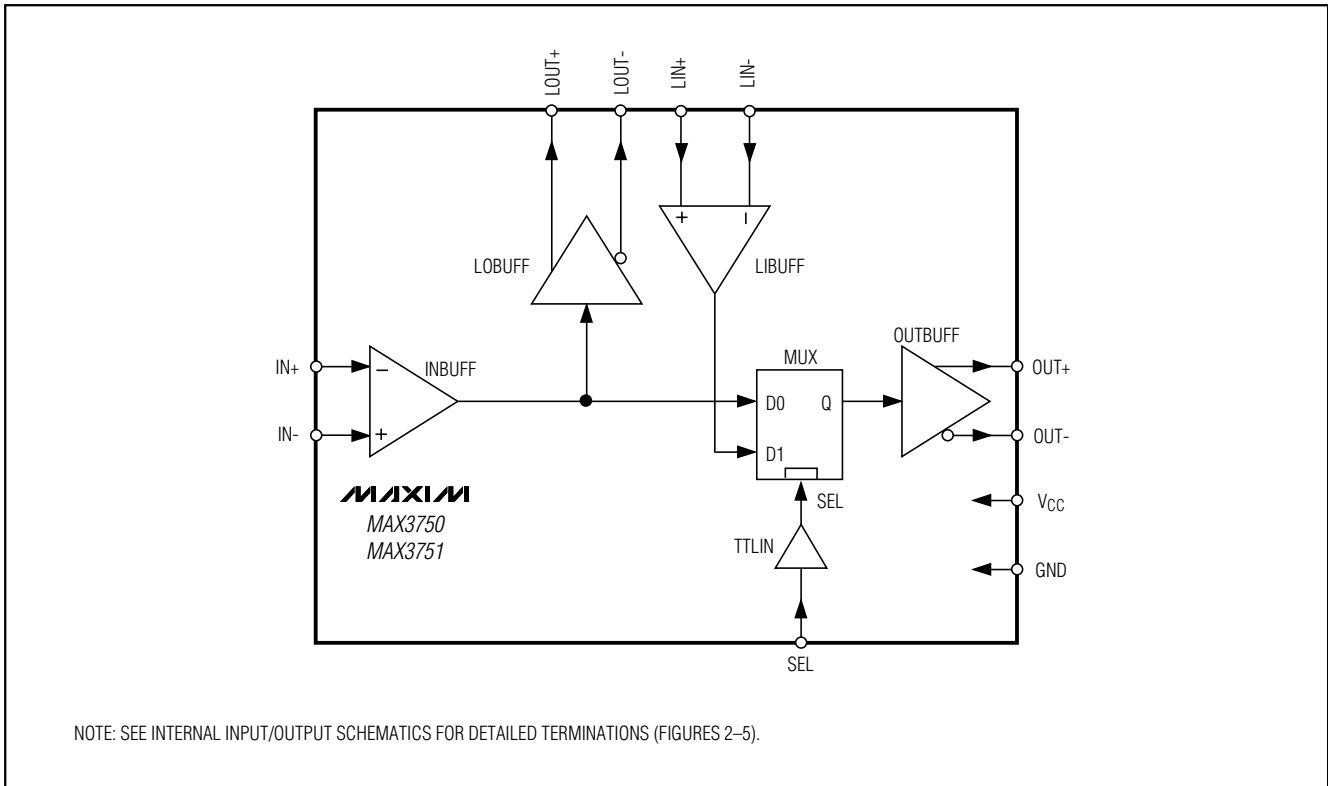 LOUT+ LOUT- LIN+ LIN-
+ –
LOBUFF LIBUFF
IN+ – INBUFF
IN- +
MUX OUTBUFF
D0 Q OUT+
D1 OUT-
SEL VCC
MAXIM
MAX3750
MAX3751
TTLIN GND
SEL
NOTE: SEE INTERNAL INPUT/OUTPUT SCHEMATICS FOR DETAILED TERMINATIONS (FIGURES 2–5).